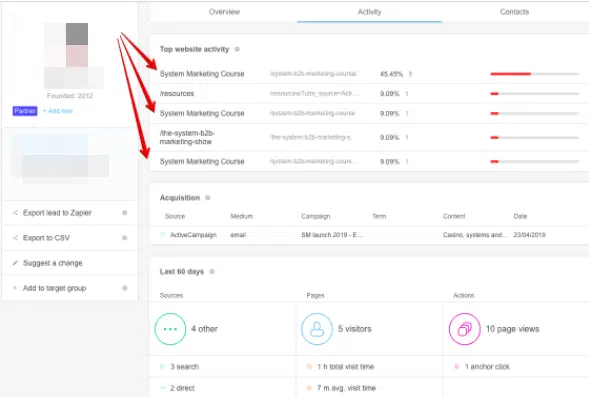 Overview Activity Contacts
Top website activity
System Marketing Course /system-b2b-marketing-course/ 45.45% 5
/resources /resources/?utm_source=Acti... 9.09% 1
System Marketing Course /system-b2b-marketing-course 9.09% 1
/the-system-b2b-
marketing-show /the-system-b2b-marketing-s... 9.09% 1
System Marketing Course /system-b2b-marketing-cours... 9.09% 1
Founded: 2012
Partner + Add new
Export lead to Zapier
Export to CSV
Suggest a change
Add to target group
Acquisition
Source Medium Campaign Term Content Date
ActiveCampaign email SM launch 2019 - E... Casino, systems and... 23/04/2019
Last 60 days
Sources Pages Actions
4 other 5 visitors 10 page views
3 search 1 h total visit time 1 anchor click
2 direct 7 m avg. visit time